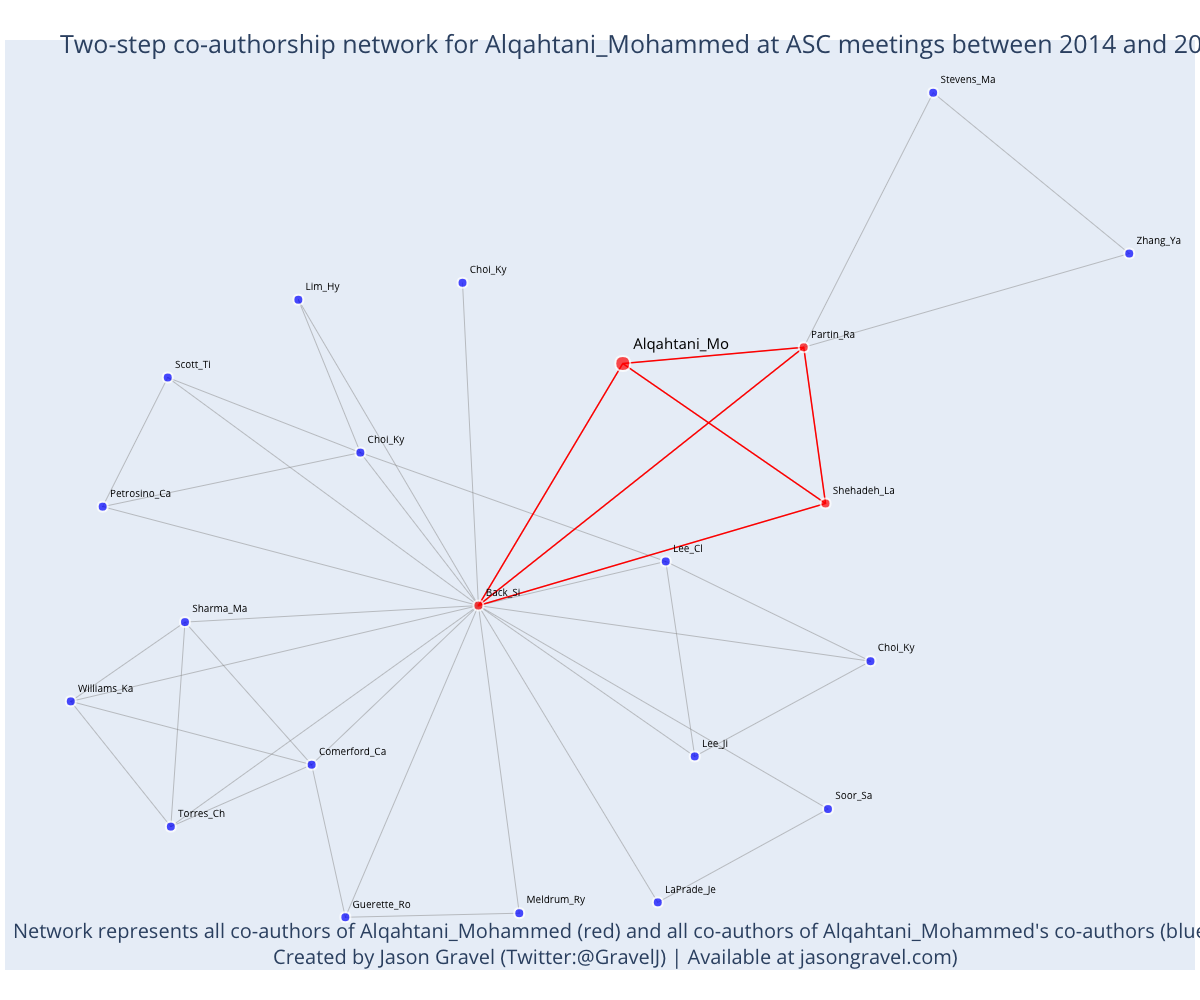 Two-step co-authorship network for Alqahtani_Mohammed at ASC meetings between 2014 and 20
Stevens_Ma
Zhang_Ya
Choi_Ky
Lim_Hy
Partin_Ra
Alqahtani_Mo
Scott_Ti
Choi_Ky
Petrosino_Ca
Shehadeh_La
Lee_Cl
Back_Si
Sharma_Ma
Choi_Ky
Williams_Ka
Lee_Ji
Comerford_Ca
Soor_Sa
Torres_Ch
LaPrade_Je
Meldrum_Ry
Guerette_Ro
Network represents all co-authors of Alqahtani_Mohammed (red) and all co-authors of Alqahtani_Mohammed's co-authors (blue
Created by Jason Gravel (Twitter:@GravelJ) | Available at jasongravel.com)